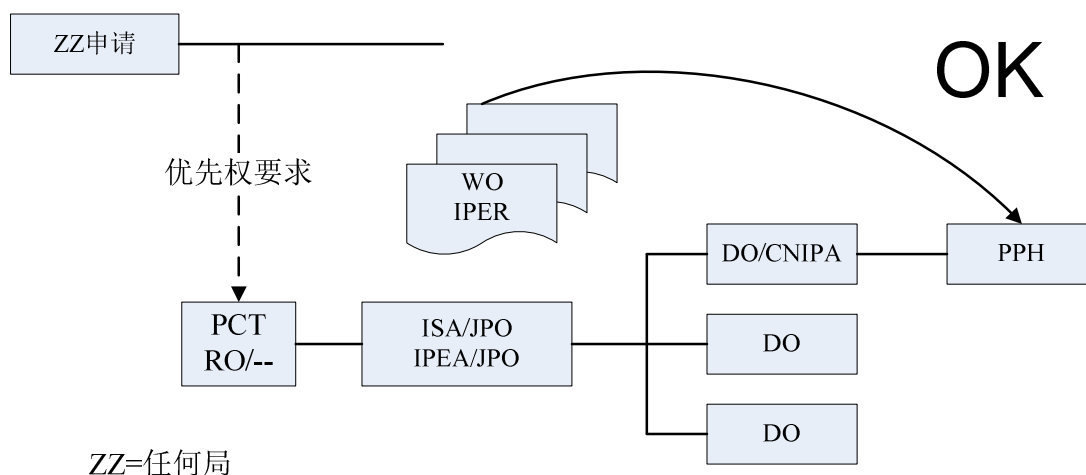 ZZ申请
OK
优先权要求
WO
IPER
DO/CNIPA
PPH
PCT
RO/--
ISA/JPO
IPEA/JPO
DO
DO
ZZ=任何局